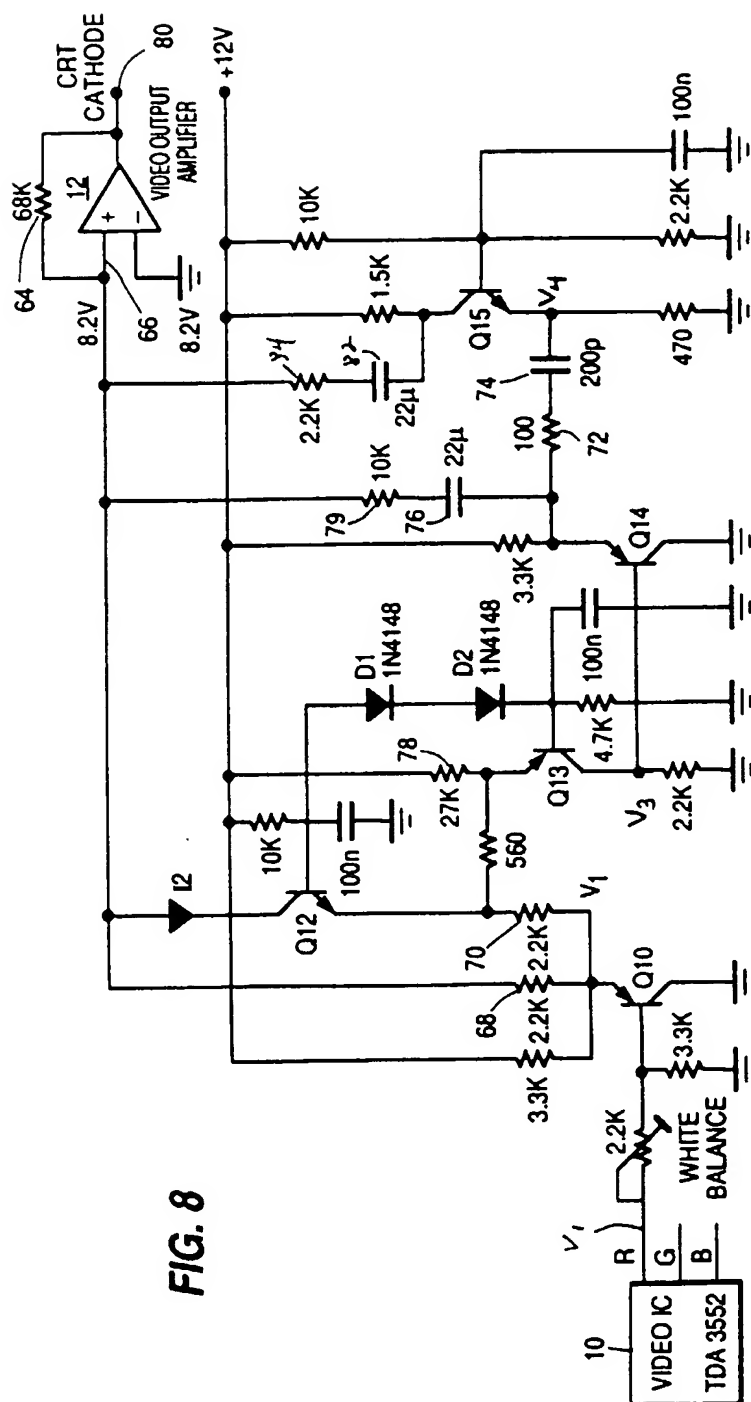 FIG. 8
CRT
CATHODE
80
68K
64
12
+
−
VIDEO OUTPUT
AMPLIFIER
66
8.2V
8.2V
+12V
10K
1.5K
84
2.2K
82
22μ
Q15
V4
74
200p
100
72
470
2.2K
100n
10K
79
22μ
76
3.3K
Q14
D1
1N4148
D2
1N4148
100n
4.7K
78
27K
Q13
V3
2.2K
560
10K
100n
I2
Q12
V1
70
2.2K
68
2.2K
3.3K
Q10
3.3K
2.2K
WHITE
BALANCE
V1
R
G
B
10
VIDEO IC
TDA 3552